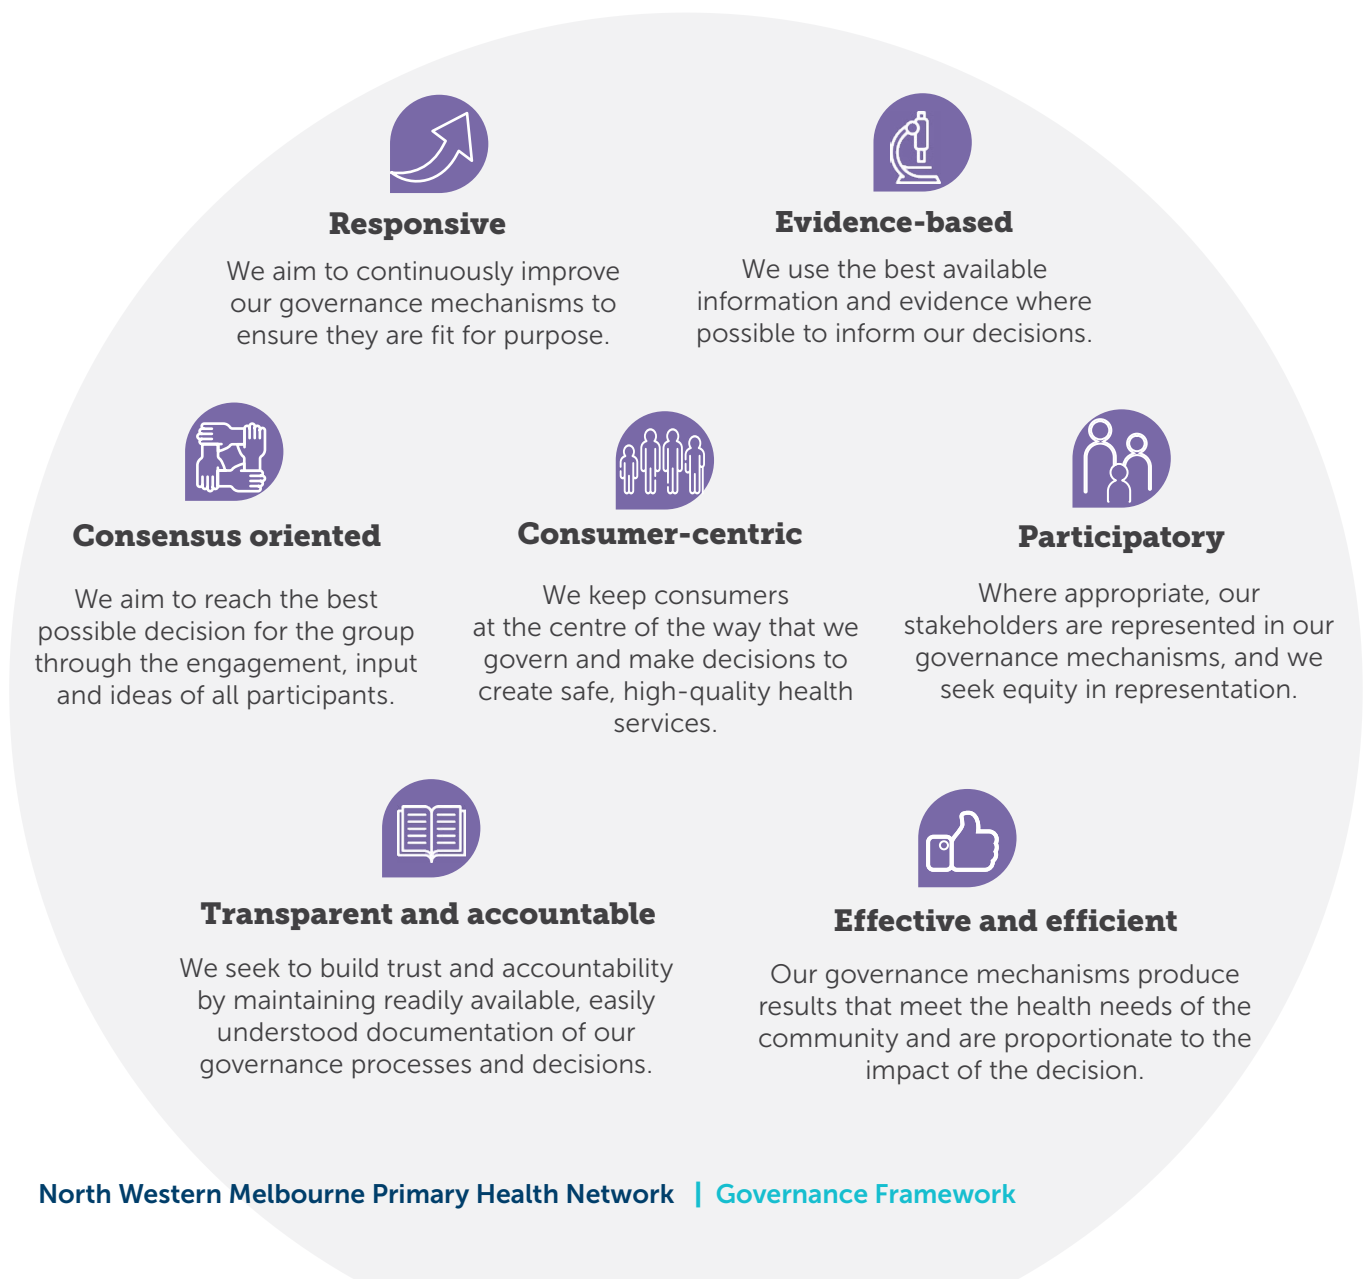 Responsive
We aim to continuously improve
our governance mechanisms to
ensure they are fit for purpose.
Evidence-based
We use the best available
information and evidence where
possible to inform our decisions.
Consensus oriented
We aim to reach the best
possible decision for the group
through the engagement, input
and ideas of all participants.
Consumer-centric
We keep consumers
at the centre of the way that we
govern and make decisions to
create safe, high-quality health
services.
Participatory
Where appropriate, our
stakeholders are represented in our
governance mechanisms, and we
seek equity in representation.
Transparent and accountable
We seek to build trust and accountability
by maintaining readily available, easily
understood documentation of our
governance processes and decisions.
Effective and efficient
Our governance mechanisms produce
results that meet the health needs of the
community and are proportionate to the
impact of the decision.
North Western Melbourne Primary Health Network | Governance Framework